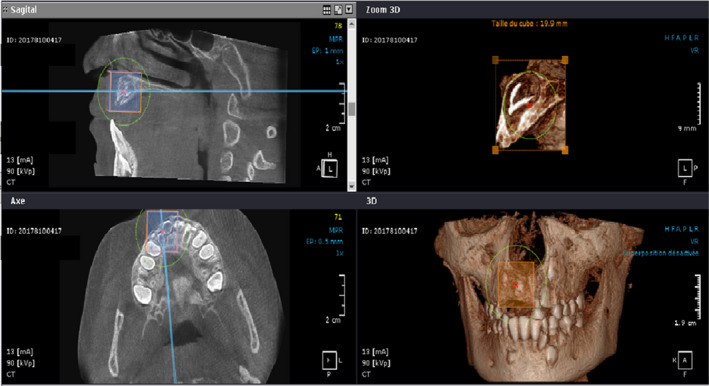 Sagital
78
ID: 20178100417
MPR
EP: 1 mm
1x
2 cm
13 [mA]
90 [kVp]
CT
H
A L
F
Zoom 3D
Taille du cube : 19.9 mm
ID: 20178100417
H F A P L R
VR
9 mm
13 [mA]
90 [kVp]
CT
L P
F
Axe
71
ID: 20178100417
MPR
EP: 0.5 mm
1x
2 cm
13 [mA]
90 [kVp]
CT
L
P
3D
ID: 20178100417
H F A P L R
VR
Superposition désactivée
1.9 cm
13 [mA]
90 [kVp]
CT
A
F